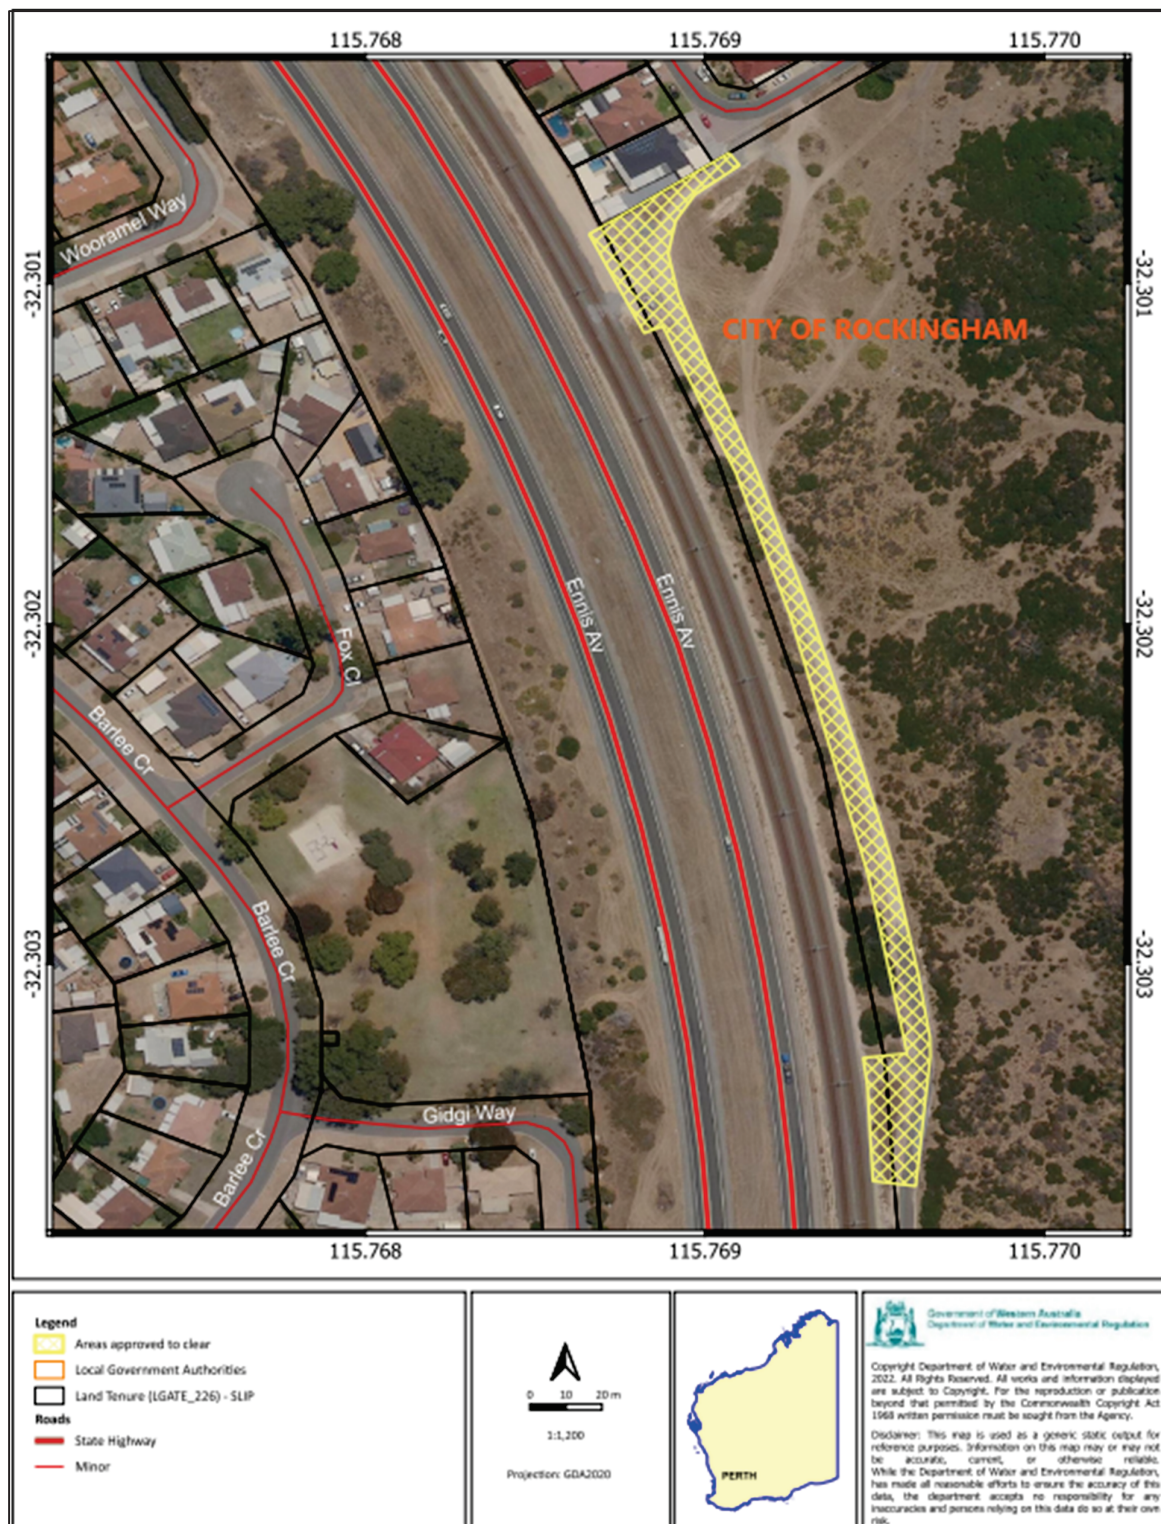 115.768 115.769 115.770
Wooramel Way
-32.301 -32.301
CITY OF ROCKINGHAM
Ennis Av Ennis Av
-32.302 -32.302
Fox Cl
Barlee Cr
Barlee Cr
-32.303 -32.303
Gidgi Way
Barlee Cr
115.768 115.769 115.770
Legend
Areas approved to clear
Local Government Authorities
Land Tenure (LGATE_226) - SLIP
Roads
State Highway
Minor
0 10 20 m
1:1,200
Projection: GDA2020
PERTH
Government of Western Australia
Department of Water and Environmental Regulation
Copyright Department of Water and Environmental Regulation,
2022. All Rights Reserved. All works and information displayed
are subject to Copyright. For the reproduction or publication
beyond that permitted by the Commonwealth Copyright Act
1968 written permission must be sought from the Agency.
Disclaimer: This map is used as a generic static output for
reference purposes. Information on this map may or may not
be accurate, current, or otherwise reliable.
While the Department of Water and Environmental Regulation,
has made all reasonable efforts to ensure the accuracy of this
data, the department accepts no responsibility for any
inaccuracies and persons relying on this data do so at their own
risk.